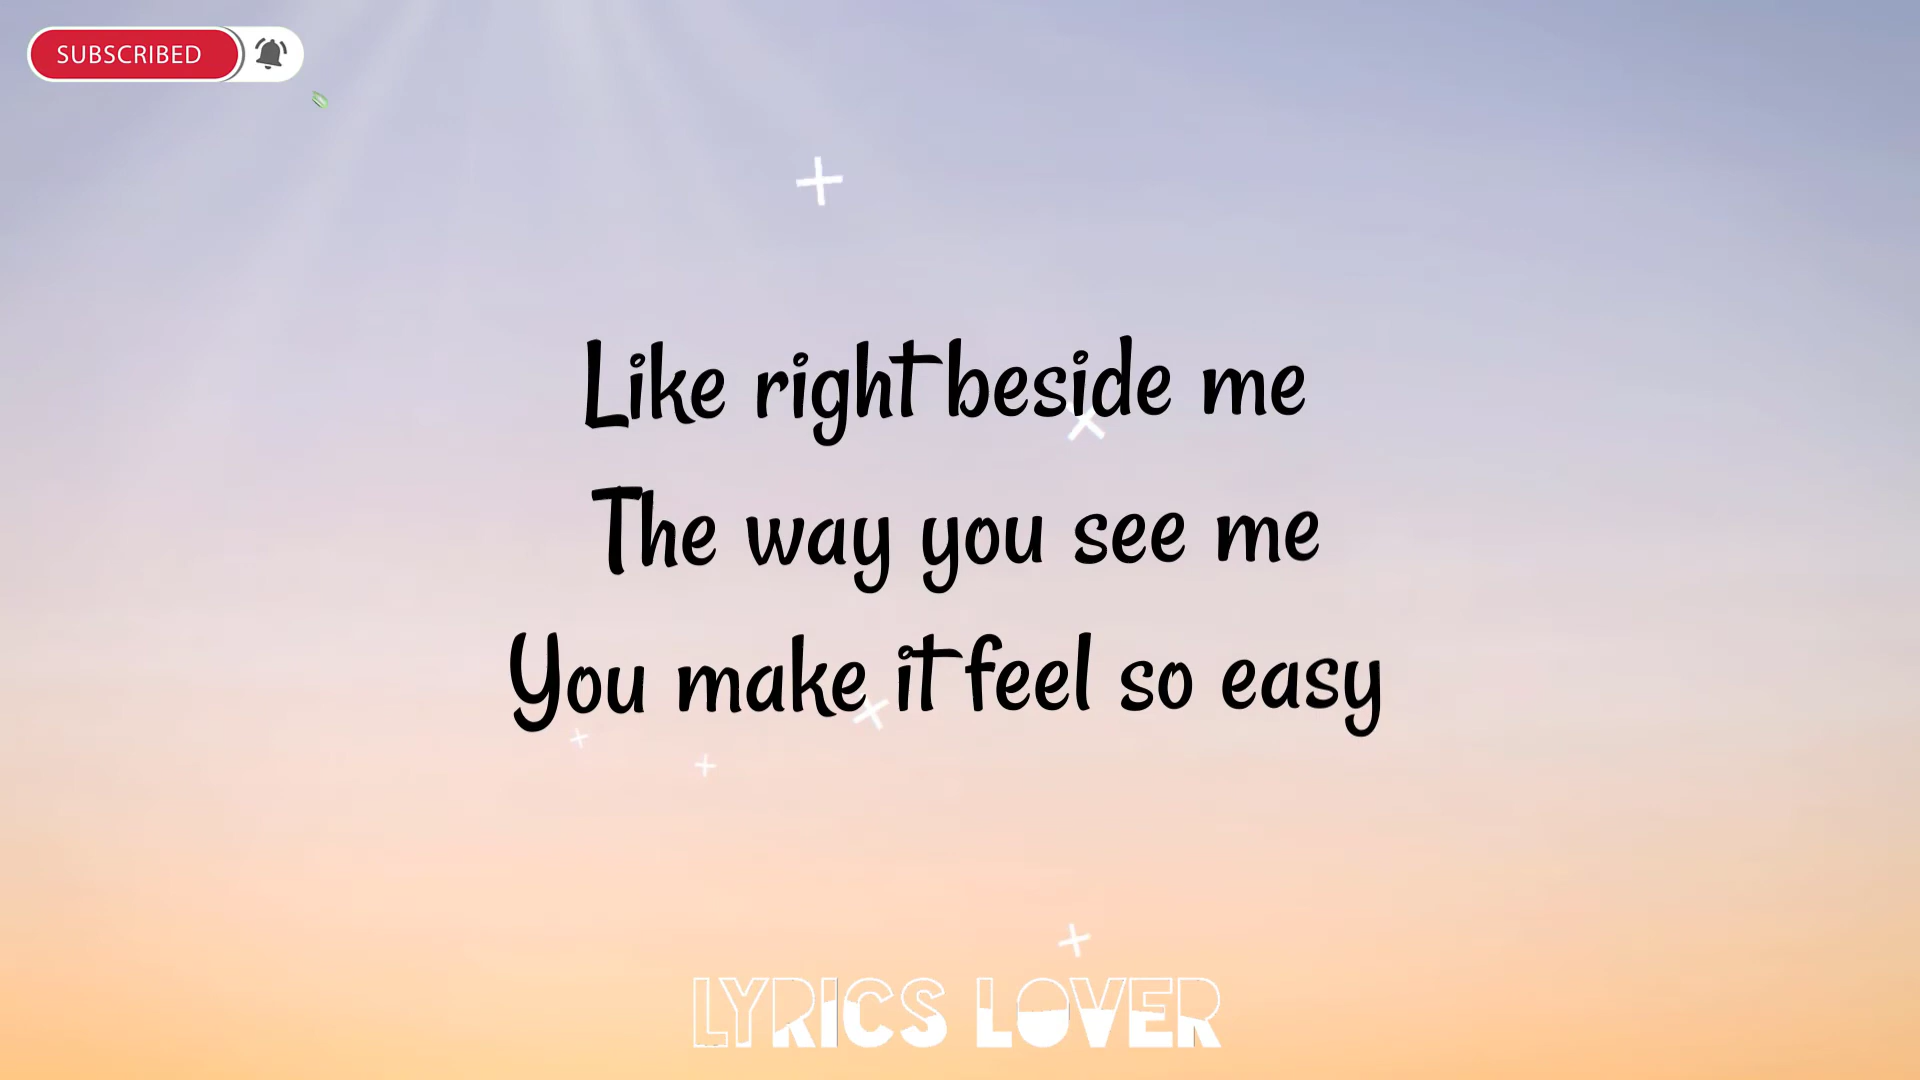 SUBSCRIBED
Like right beside me
The way you see me
You make it feel so easy
LYRICS LOVER